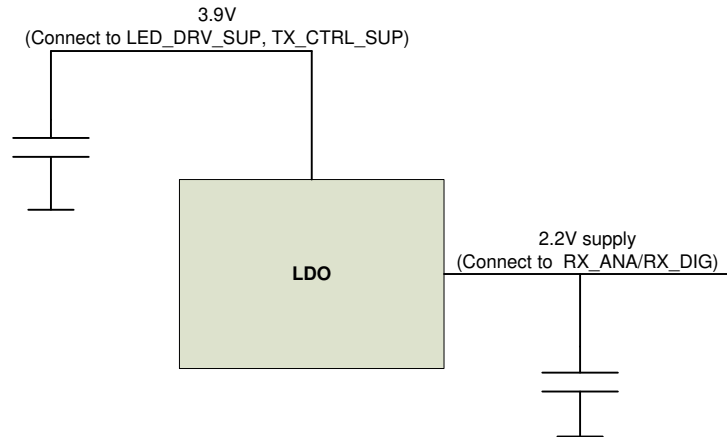 3.9V
(Connect to LED_DRV_SUP, TX_CTRL_SUP)
LDO
2.2V supply
(Connect to RX_ANA/RX_DIG)